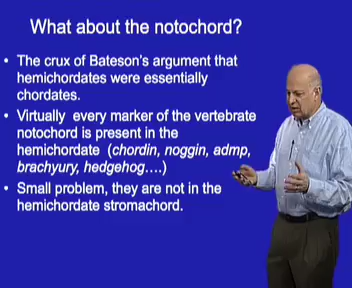 What about the notochord?
• The crux of Bateson's argument that
hemichordates were essentially
chordates.
• Virtually every marker of the vertebrate
notochord is present in the
hemichordate (chordin, noggin, admp,
brachyury, hedgehog....)
• Small problem, they are not in the
hemichordate stromachord.